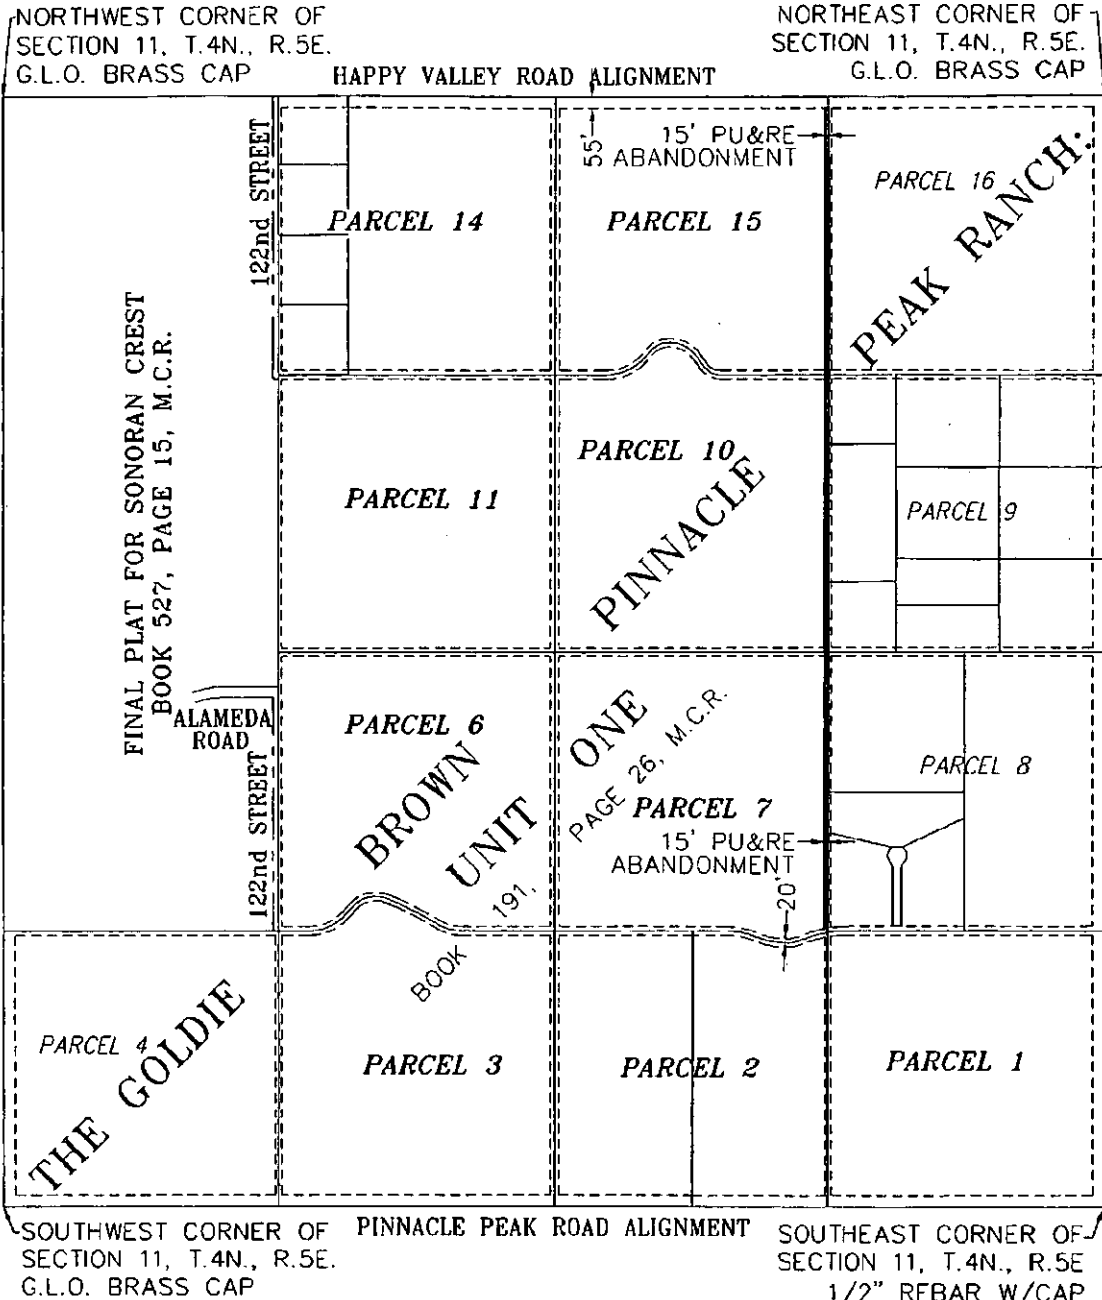 NORTHWEST CORNER OF
SECTION 11, T.4N., R.5E.
G.L.O. BRASS CAP
NORTHEAST CORNER OF
SECTION 11, T.4N., R.5E.
G.L.O. BRASS CAP
HAPPY VALLEY ROAD ALIGNMENT
122nd STREET
55'
15' PU&RE
ABANDONMENT
PARCEL 14
PARCEL 15
PARCEL 16
PEAK RANCH:
FINAL PLAT FOR SONORAN CREST
BOOK 527, PAGE 15, M.C.R.
PARCEL 11
PARCEL 10
PINNACLE
PARCEL 9
ALAMEDA
ROAD
122nd STREET
PARCEL 6
BROWN
UNIT
ONE
BOOK
191,
PAGE 26, M.C.R.
PARCEL 7
15' PU&RE
ABANDONMENT
20'
PARCEL 8
PARCEL 4
THE GOLDIE
PARCEL 3
PARCEL 2
PARCEL 1
SOUTHWEST CORNER OF
SECTION 11, T.4N., R.5E.
G.L.O. BRASS CAP
PINNACLE PEAK ROAD ALIGNMENT
SOUTHEAST CORNER OF
SECTION 11, T.4N., R.5E
1/2" REBAR W/CAP